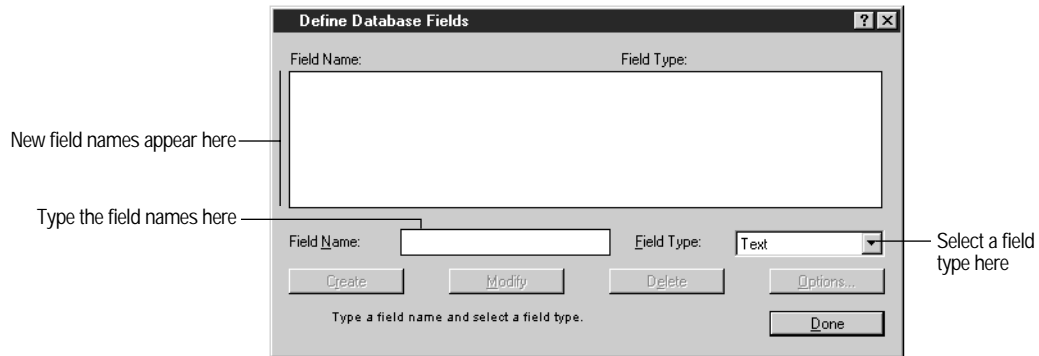 Define Database Fields
Field Name: Field Type:
New field names appear here
Type the field names here
Field Name: Field Type: Text
Select a field
type here
Create Modify Delete Options...
Type a field name and select a field type.
Done